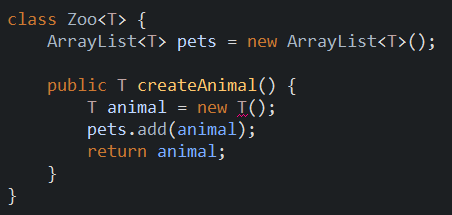 class Zoo<T> {
    ArrayList<T> pets = new ArrayList<T>();

    public T createAnimal() {
        T animal = new T();
        pets.add(animal);
        return animal;
    }
}